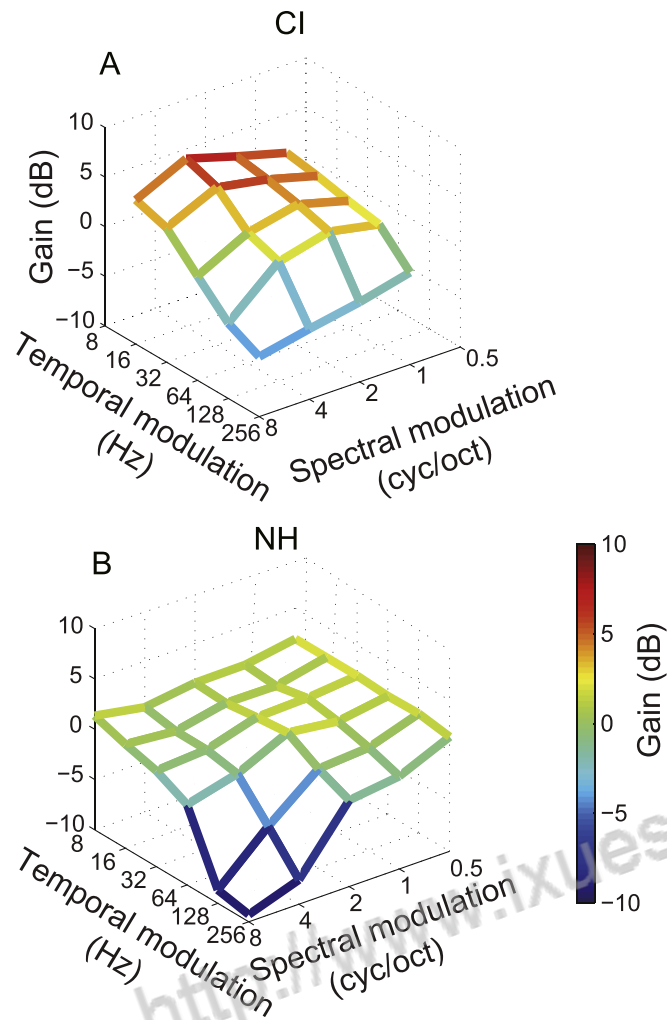 CI
A
10
5
0
−5
−10
Gain (dB)
8
16
32
64
128
256
Temporal modulation
(Hz)
8
4
2
1
0.5
Spectral modulation
(cyc/oct)
NH
B
10
5
0
−5
−10
8
16
32
64
128
256
Temporal modulation
(Hz)
8
4
2
1
0.5
Spectral modulation
(cyc/oct)
10
5
0
−5
−10
Gain (dB)
http://www.ixues